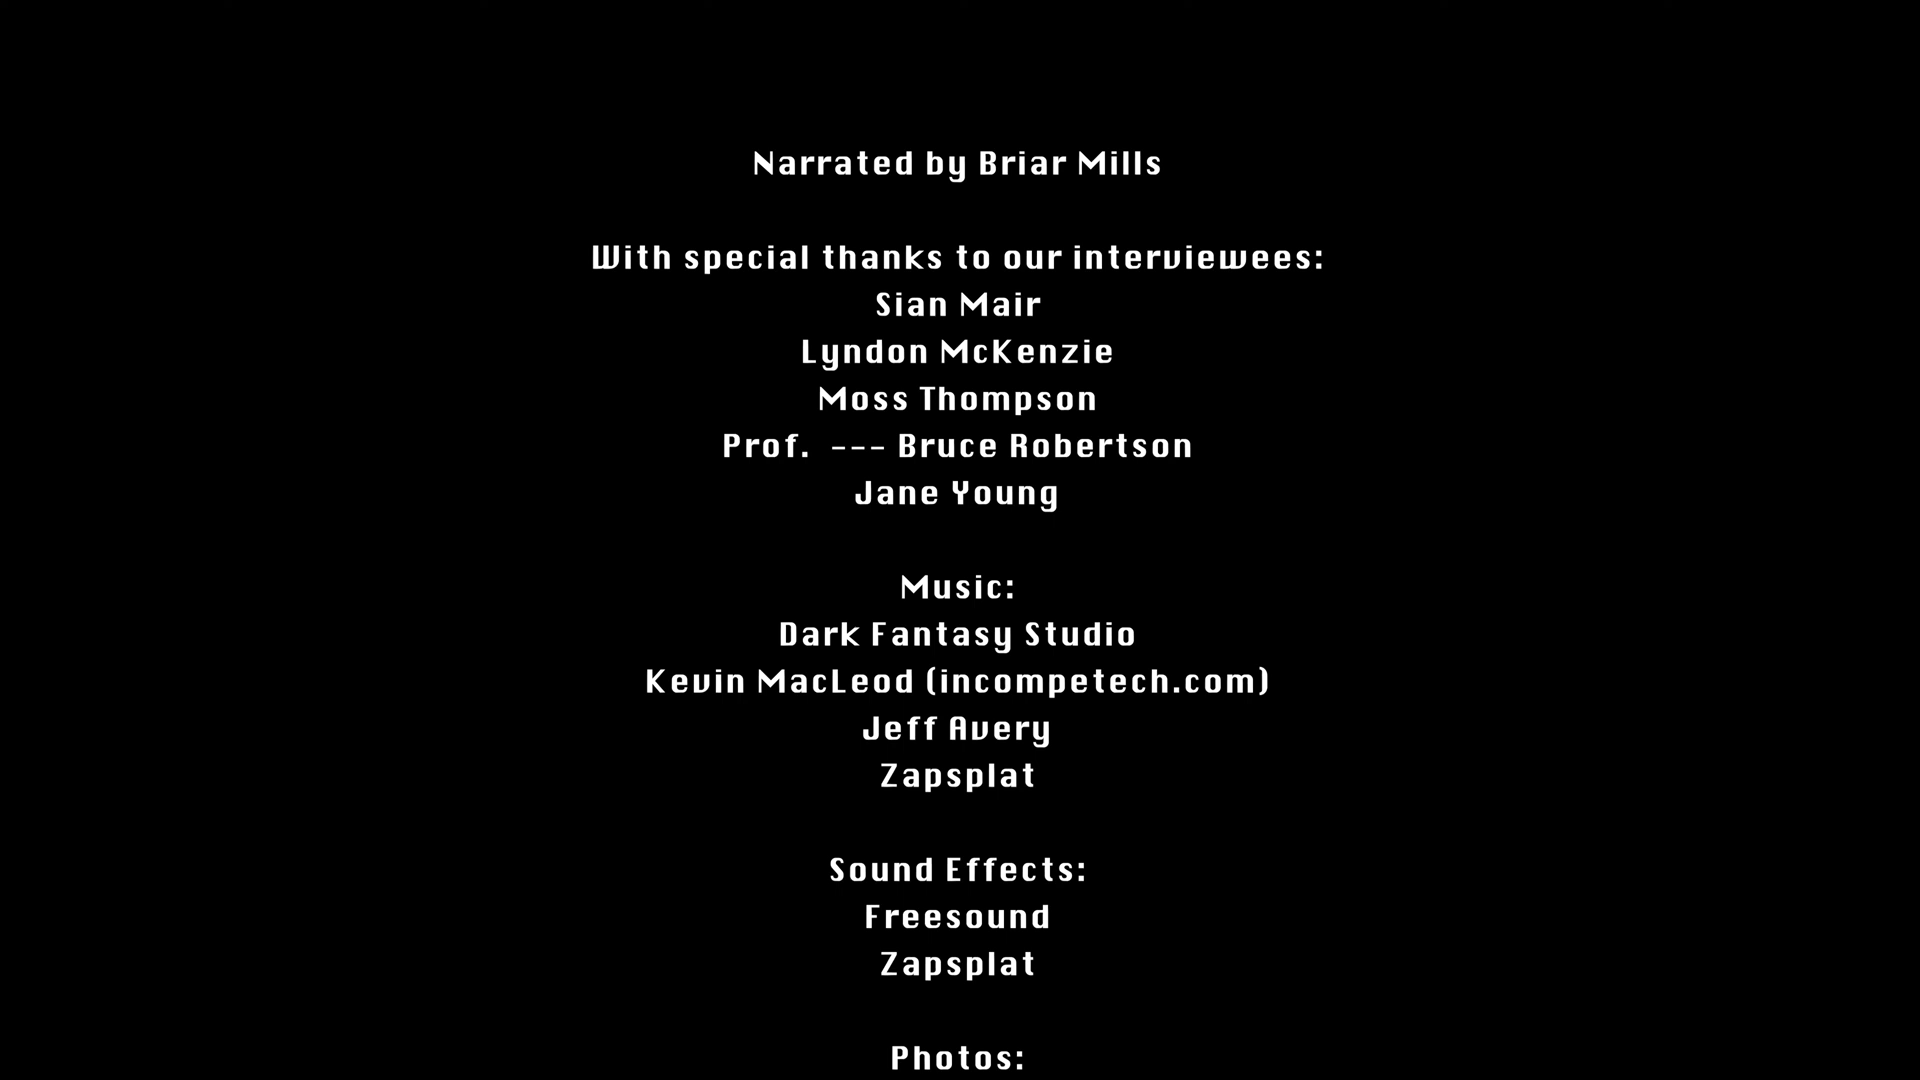 Narrated by Briar Mills
With special thanks to our interviewees:
Sian Mair
Lyndon McKenzie
Moss Thompson
Prof.  --- Bruce Robertson
Jane Young
Music:
Dark Fantasy Studio
Kevin MacLeod (incompetech.com)
Jeff Avery
Zapsplat
Sound Effects:
Freesound
Zapsplat
Photos: